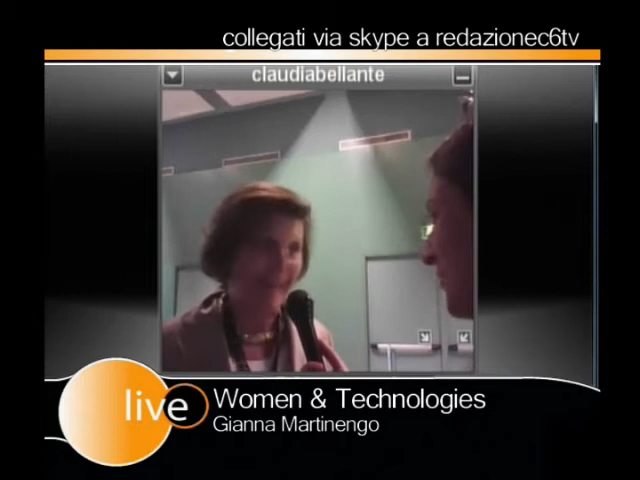 collegati via skype a redazionec6tv
claudiabellante
live
Women & Technologies
Gianna Martinengo